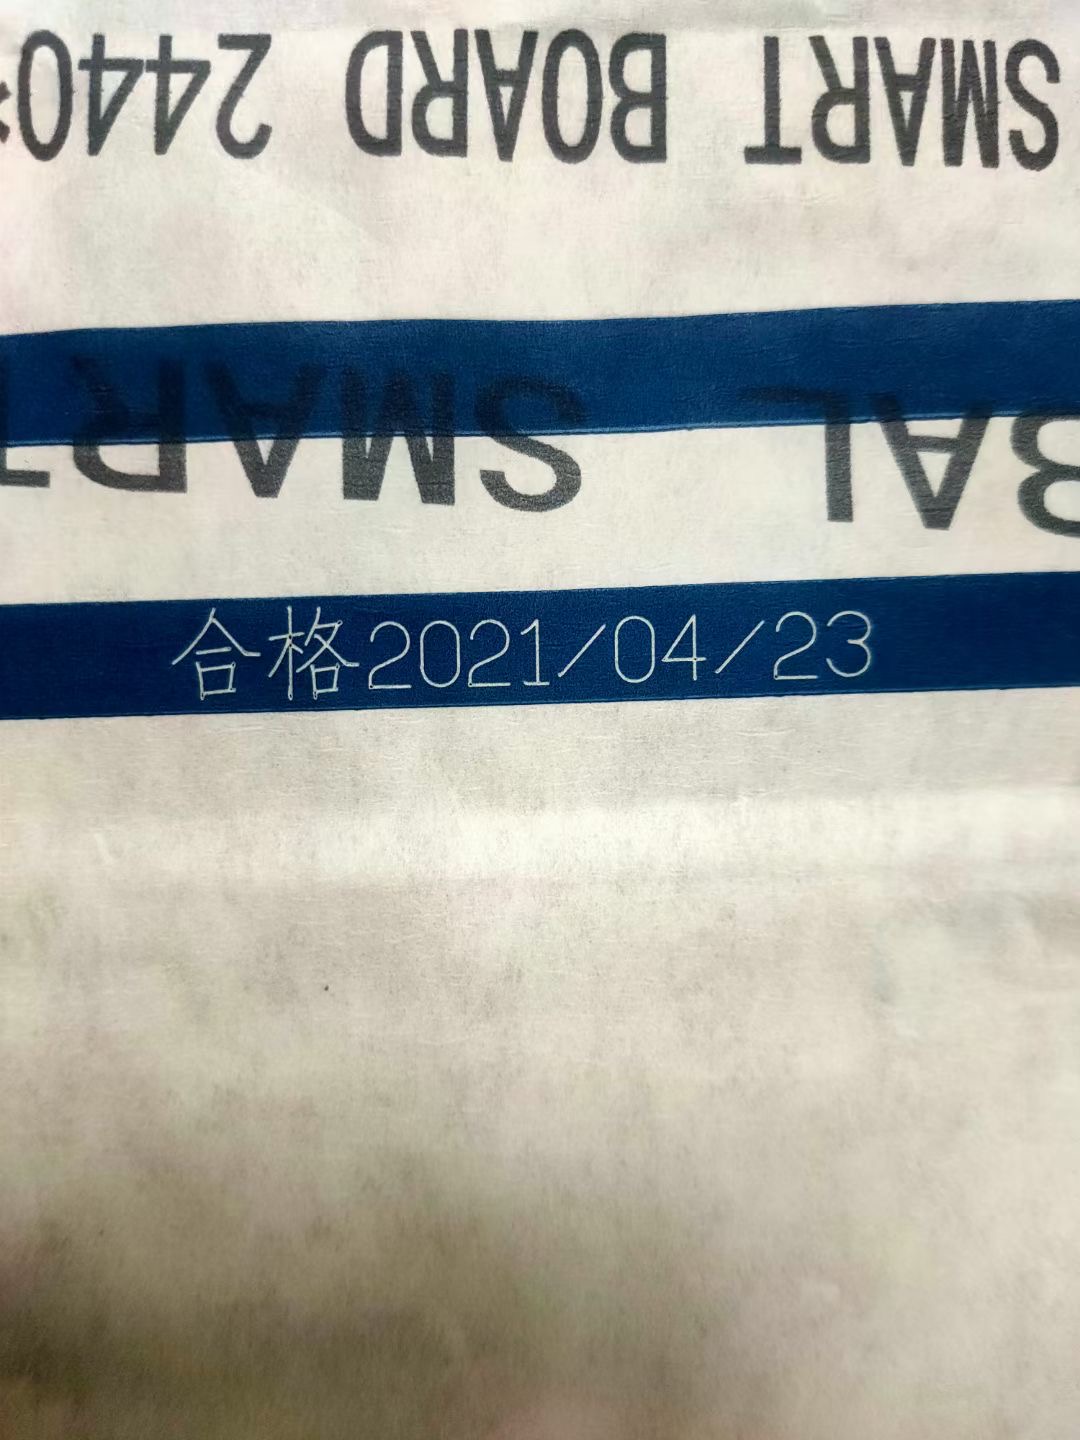 SMART BOARD 2440*
BAL SMART
合格2021/04/23